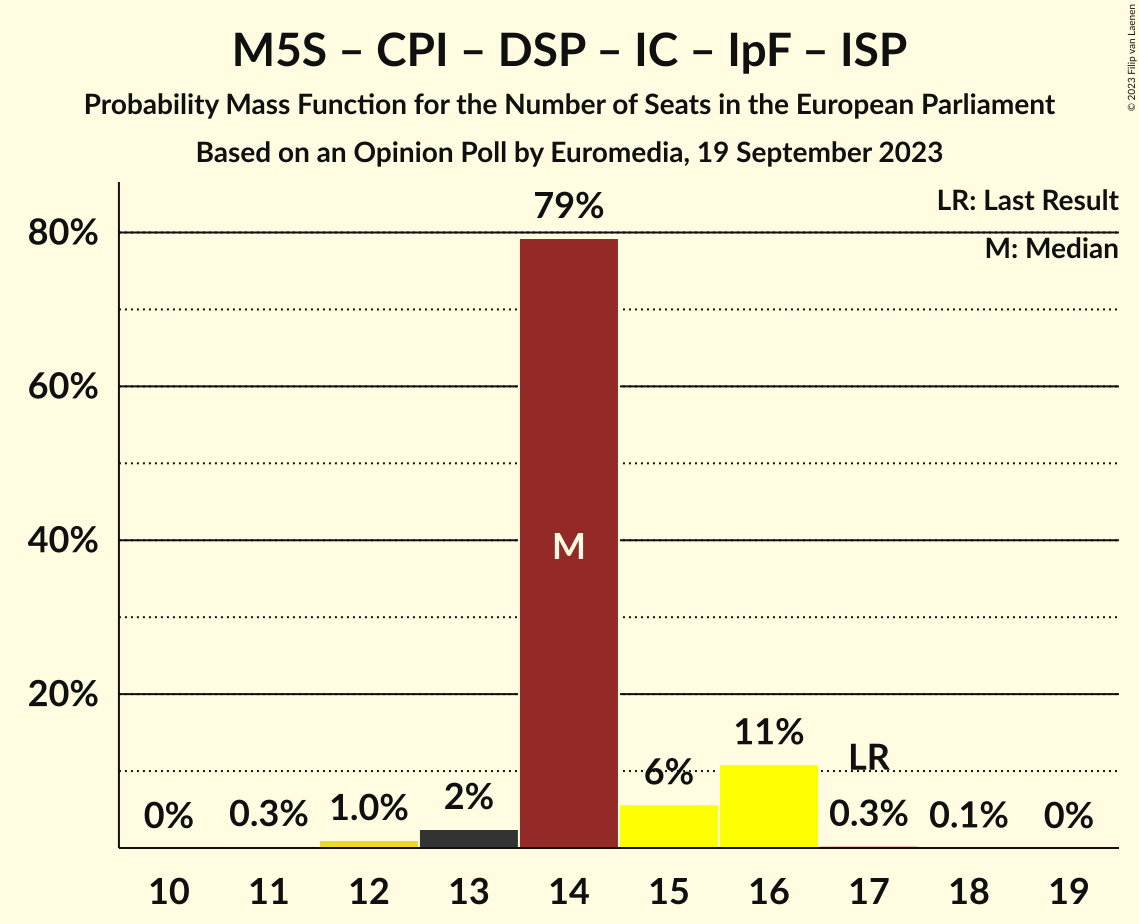 M5S – CPI – DSP – IC – IpF – ISP
Probability Mass Function for the Number of Seats in the European Parliament
Based on an Opinion Poll by Euromedia, 19 September 2023
© 2023 Filip van Laenen
LR: Last Result
M: Median
80%
60%
40%
20%
0%
0.3%
1.0%
2%
79%
M
6%
11%
LR
0.3%
0.1%
0%
10 11 12 13 14 15 16 17 18 19